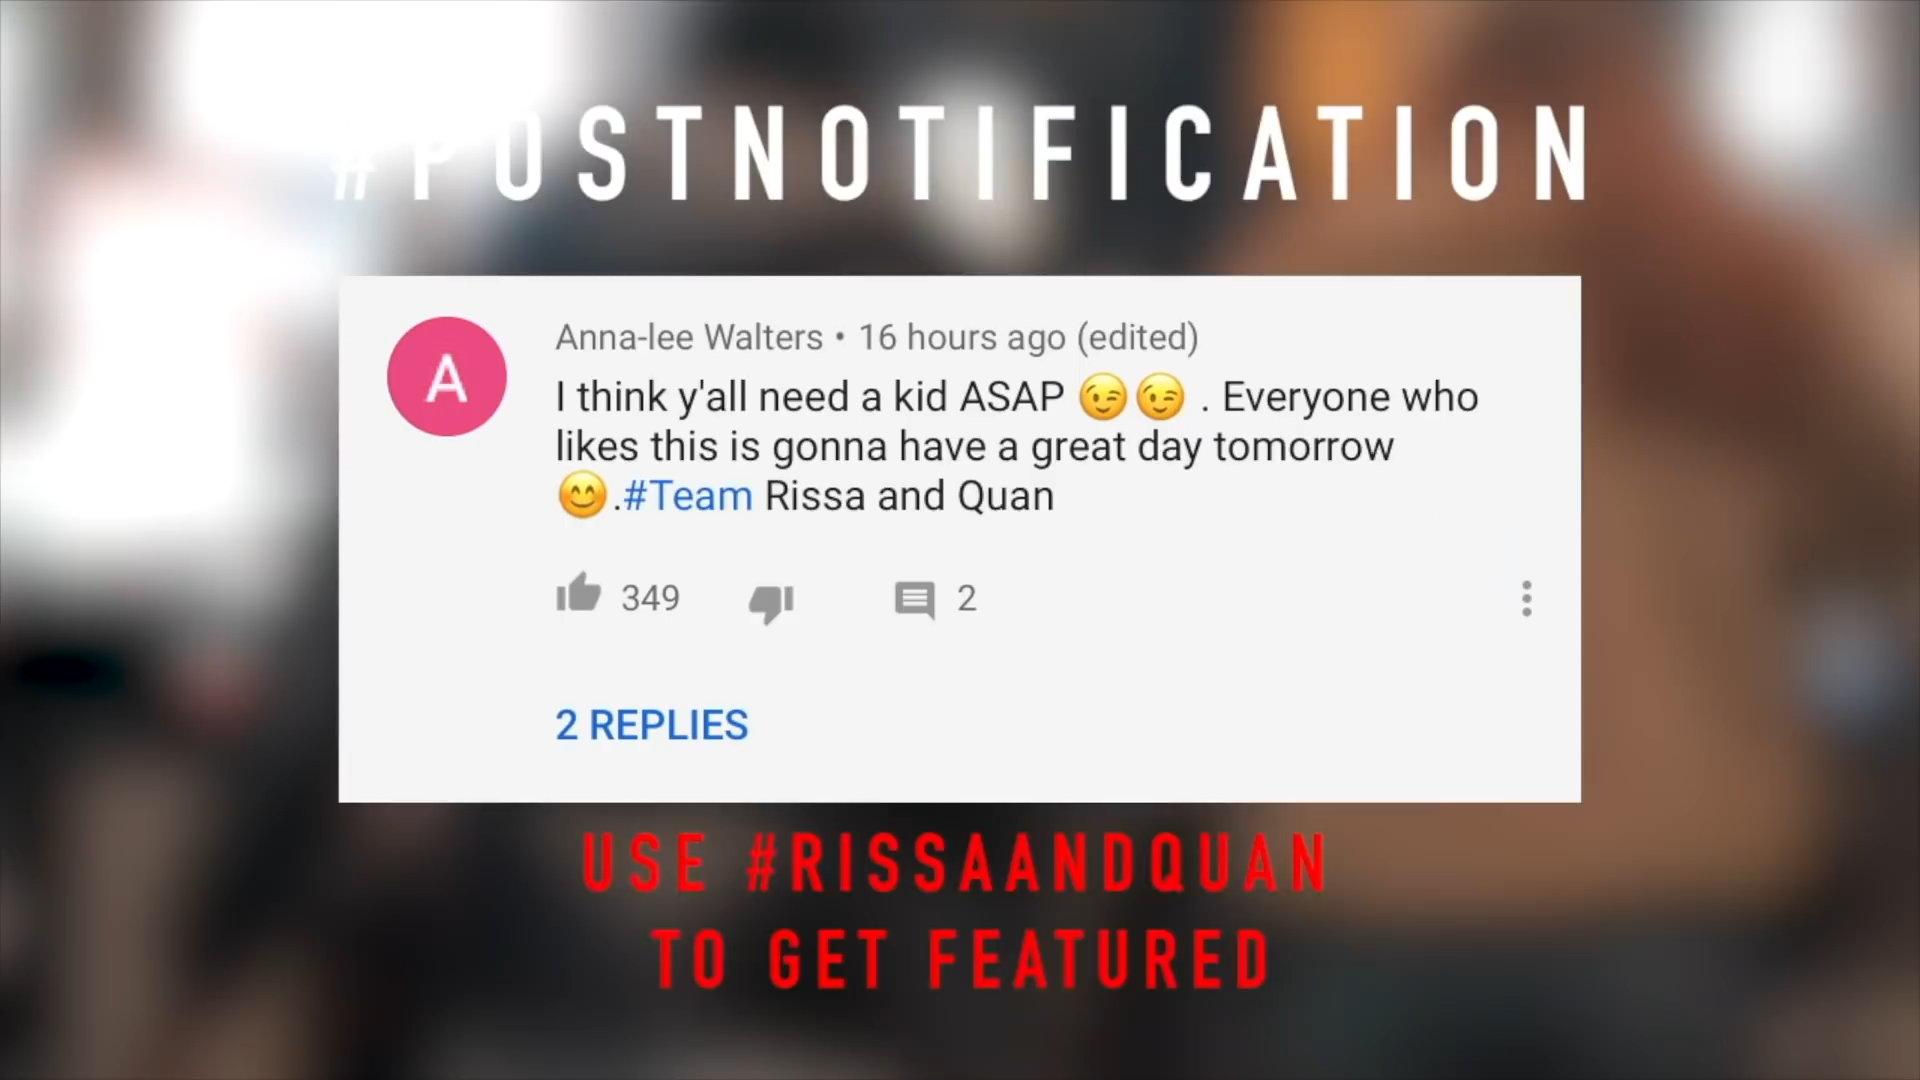 #POSTNOTIFICATION
A
Anna-lee Walters • 16 hours ago (edited)
I think y'all need a kid ASAP 😉😉 . Everyone who
likes this is gonna have a great day tomorrow
😊.#Team Rissa and Quan
349 2
2 REPLIES
USE #RISSAANDQUAN
TO GET FEATURED